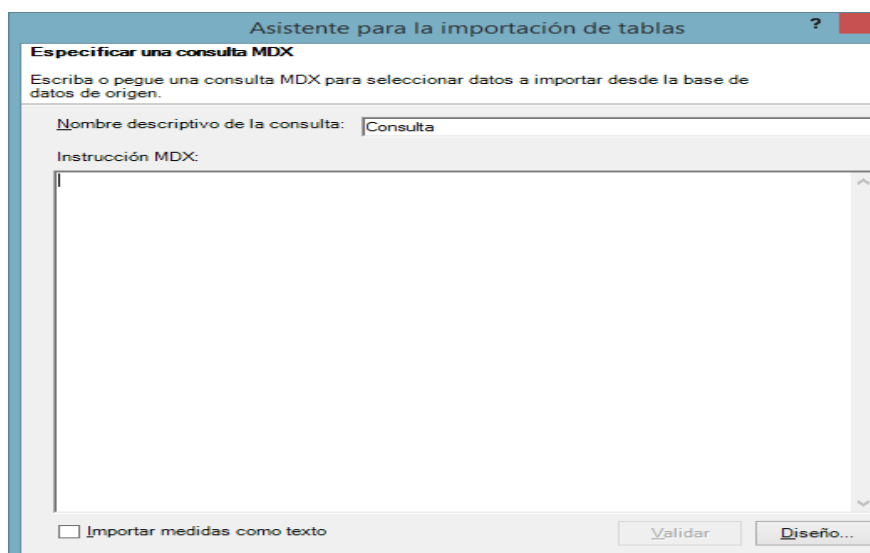 Asistente para la importación de tablas ?
Especificar una consulta MDX
Escriba o pegue una consulta MDX para seleccionar datos a importar desde la base de
datos de origen.
Nombre descriptivo de la consulta: Consulta
Instrucción MDX:
Importar medidas como texto Validar Diseño...